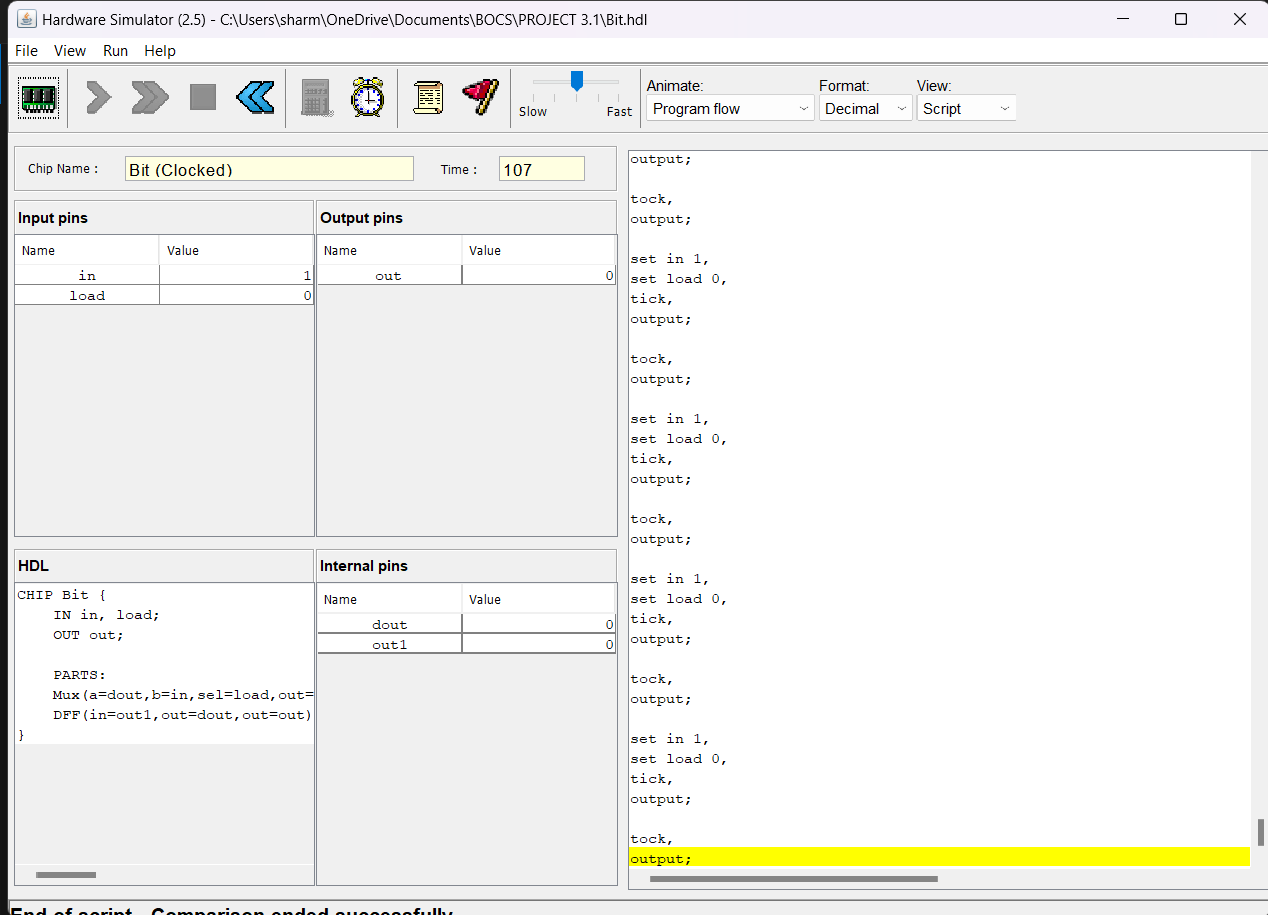 Hardware Simulator (2.5) - C:\Users\sharm\OneDrive\Documents\BOCS\PROJECT 3.1\Bit.hdl
File View Run Help
Slow Fast
Animate: Format: View:
Program flow Decimal Script
Chip Name : Bit (Clocked) Time : 107
Input pins
Name Value
in 1
load 0
Output pins
Name Value
out 0
HDL
CHIP Bit {
    IN in, load;
    OUT out;

    PARTS:
    Mux(a=dout,b=in,sel=load,out=
    DFF(in=out1,out=dout,out=out)
}
Internal pins
Name Value
dout 0
out1 0
output;

tock,
output;

set in 1,
set load 0,
tick,
output;

tock,
output;

set in 1,
set load 0,
tick,
output;

tock,
output;

set in 1,
set load 0,
tick,
output;

tock,
output;

set in 1,
set load 0,
tick,
output;

tock,
output;
End of script - Comparison ended successfully